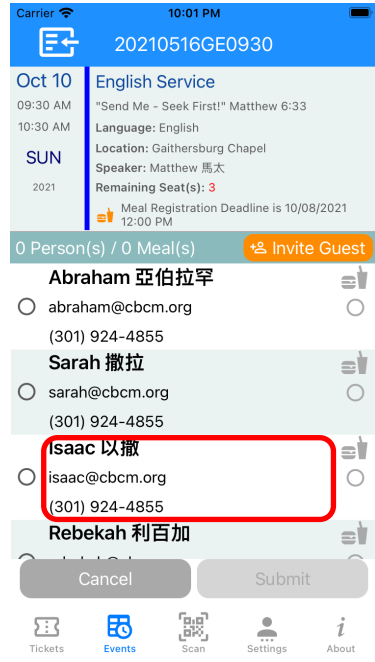 Carrier 10:01 PM
20210516GE0930
Oct 10
09:30 AM
10:30 AM
SUN
2021
English Service
"Send Me - Seek First!" Matthew 6:33
Language: English
Location: Gaithersburg Chapel
Speaker: Matthew 馬太
Remaining Seat(s): 3
Meal Registration Deadline is 10/08/2021
12:00 PM
0 Person(s) / 0 Meal(s) Invite Guest
Abraham 亞伯拉罕
abraham@cbcm.org
(301) 924-4855
Sarah 撒拉
sarah@cbcm.org
(301) 924-4855
Isaac 以撒
isaac@cbcm.org
(301) 924-4855
Rebekah 利百加
Cancel Submit
Tickets Events Scan Settings About